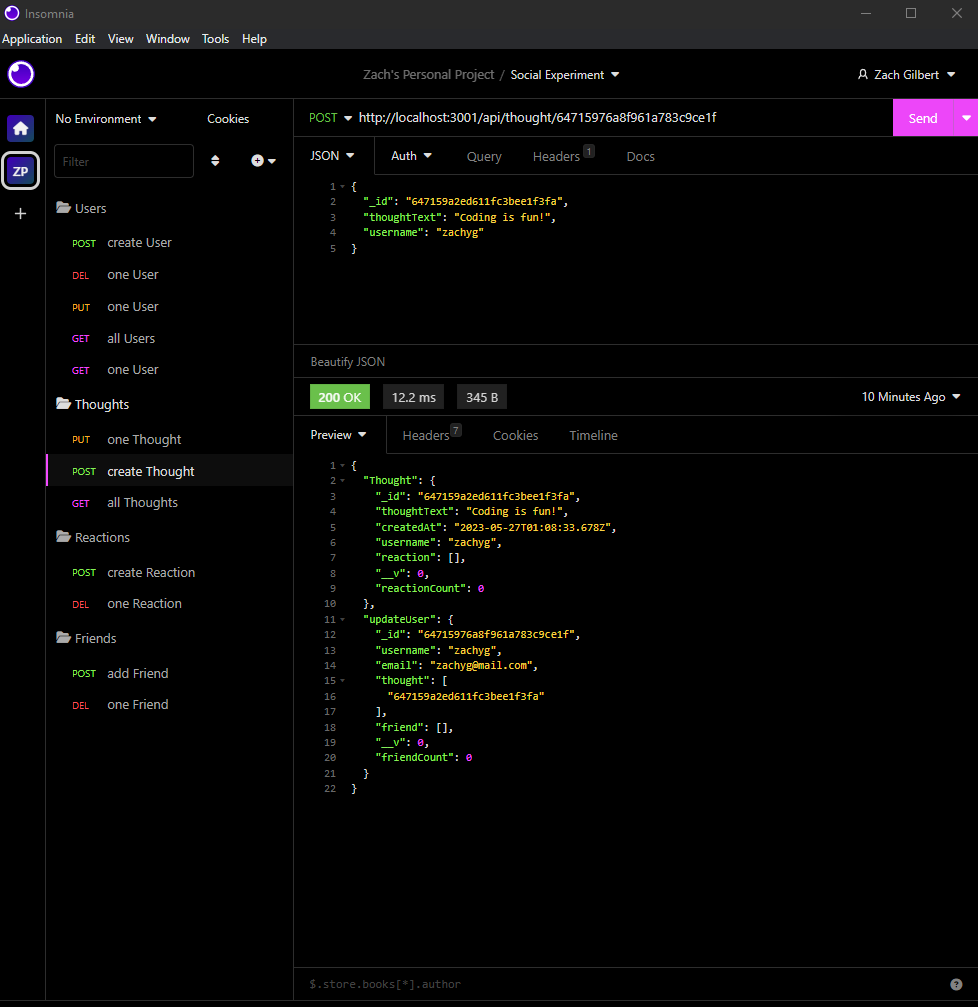 Insomnia
Application Edit View Window Tools Help
Zach's Personal Project / Social Experiment
Zach Gilbert
No Environment
Cookies
POST http://localhost:3001/api/thought/64715976a8f961a783c9ce1f
Send
Filter
ZP
Users
POST create User
DEL one User
PUT one User
GET all Users
GET one User
Thoughts
PUT one Thought
POST create Thought
GET all Thoughts
Reactions
POST create Reaction
DEL one Reaction
Friends
POST add Friend
DEL one Friend
JSON Auth Query Headers 1 Docs
1 {
2 "_id": "647159a2ed611fc3bee1f3fa",
3 "thoughtText": "Coding is fun!",
4 "username": "zachyg"
5 }
Beautify JSON
200 OK 12.2 ms 345 B 10 Minutes Ago
Preview Headers 7 Cookies Timeline
1 {
2 "Thought": {
3 "_id": "647159a2ed611fc3bee1f3fa",
4 "thoughtText": "Coding is fun!",
5 "createdAt": "2023-05-27T01:08:33.678Z",
6 "username": "zachyg",
7 "reaction": [],
8 "__v": 0,
9 "reactionCount": 0
10 },
11 "updateUser": {
12 "_id": "64715976a8f961a783c9ce1f",
13 "username": "zachyg",
14 "email": "zachyg@mail.com",
15 "thought": [
16 "647159a2ed611fc3bee1f3fa"
17 ],
18 "friend": [],
19 "__v": 0,
20 "friendCount": 0
21 }
22 }
$.store.books[*].author
?